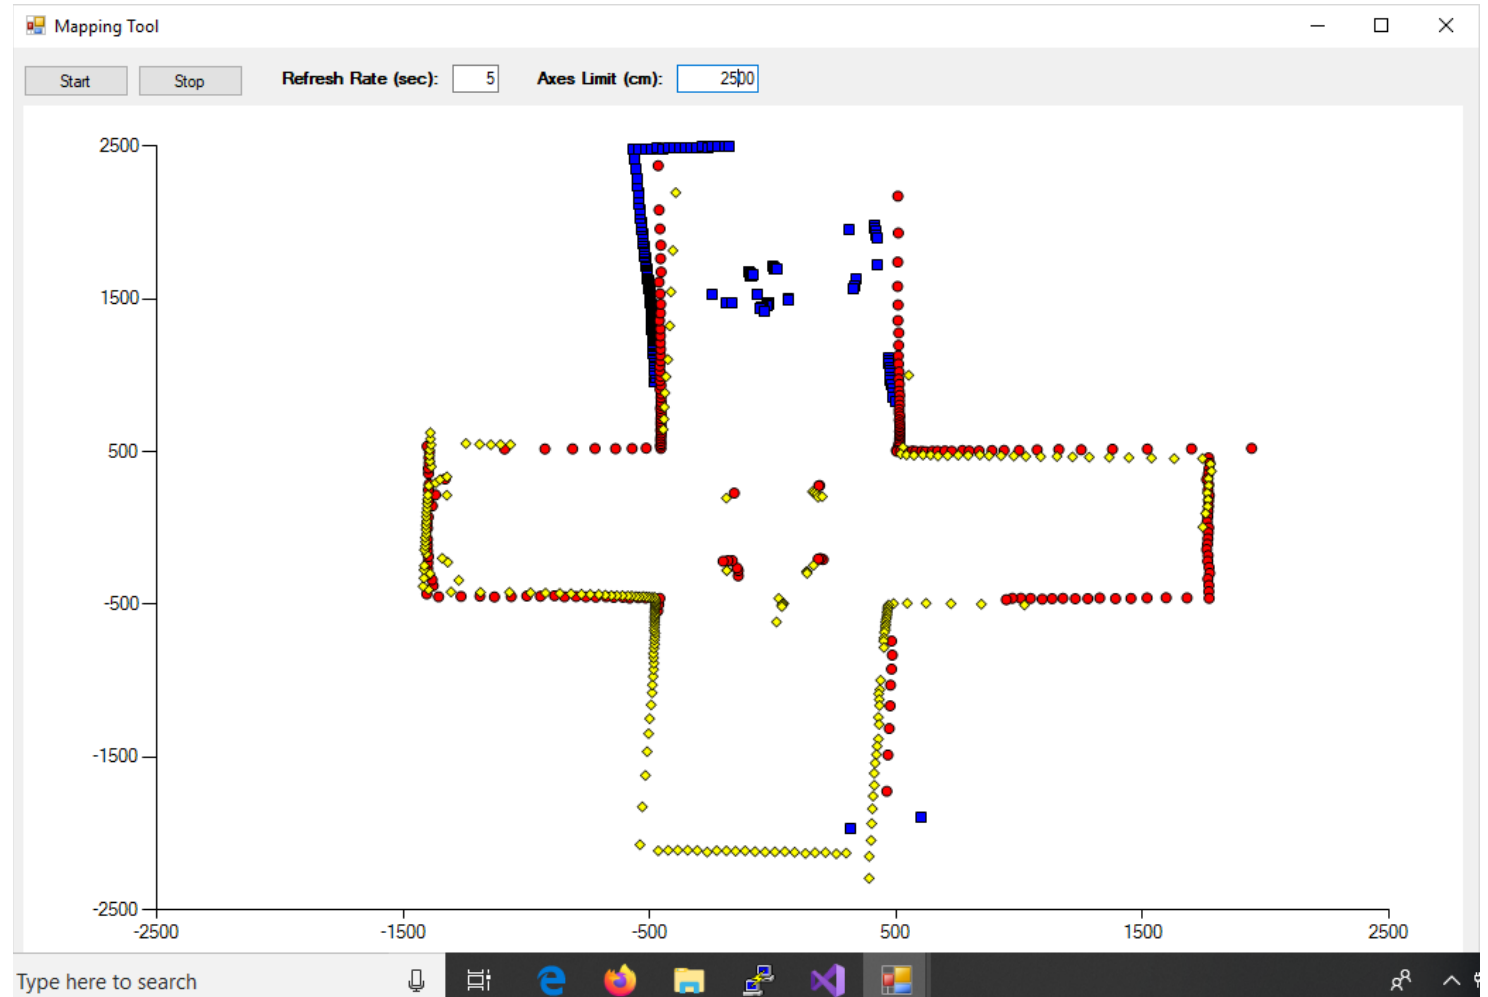 Mapping Tool
Start Stop Refresh Rate (sec): 5 Axes Limit (cm): 2500
2500
1500
500
-500
-1500
-2500
-2500 -1500 -500 500 1500 2500
Type here to search